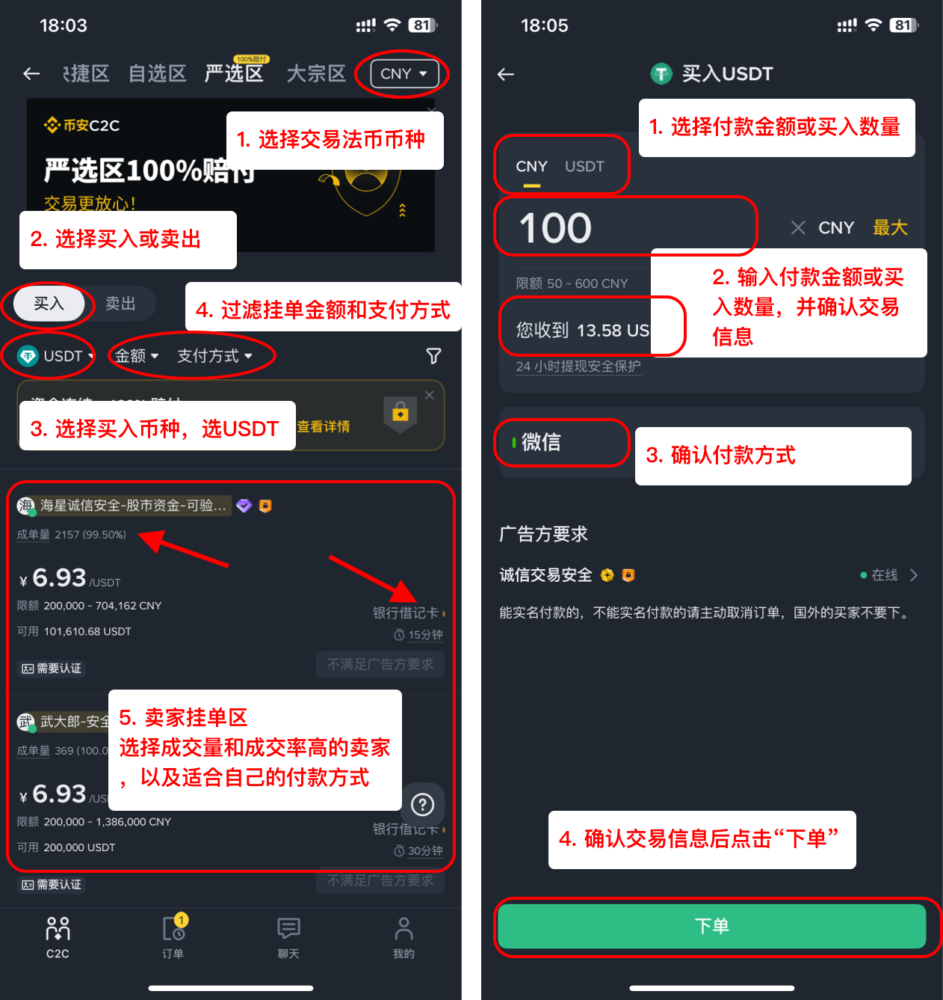 18:03
81
捷区
自选区
严选区
100%赔付
大宗区
CNY
币安C2C
1. 选择交易法币币种
严选区100%赔付
交易更放心!
2. 选择买入或卖出
买入
卖出
4. 过滤挂单金额和支付方式
USDT
金额
支付方式
3. 选择买入币种，选USDT
查看详情
海
海星诚信安全-股市资金-可验...
成单量 2157 (99.50%)
¥ 6.93 /USDT
限额 200,000 - 704,162 CNY
银行借记卡
可用 101,610.68 USDT
15分钟
需要认证
不满足广告方要求
5. 卖家挂单区
选择成交量和成交率高的卖家
，以及适合自己的付款方式
武
武大郎-安全
成单量 369 (100.0
¥ 6.93 /US
限额 200,000 - 1,386,000 CNY
银行借记卡
可用 200,000 USDT
30分钟
需要认证
不满足广告方要求
C2C
1
订单
聊天
我的
18:05
81
买入USDT
1. 选择付款金额或买入数量
CNY
USDT
100
CNY
最大
限额 50 - 600 CNY
2. 输入付款金额或买
入数量，并确认交易
信息
您收到 13.58 US
24 小时提现安全保护
微信
3. 确认付款方式
广告方要求
诚信交易安全
在线
能实名付款的，不能实名付款的请主动取消订单，国外的买家不要下。
4. 确认交易信息后点击“下单”
下单